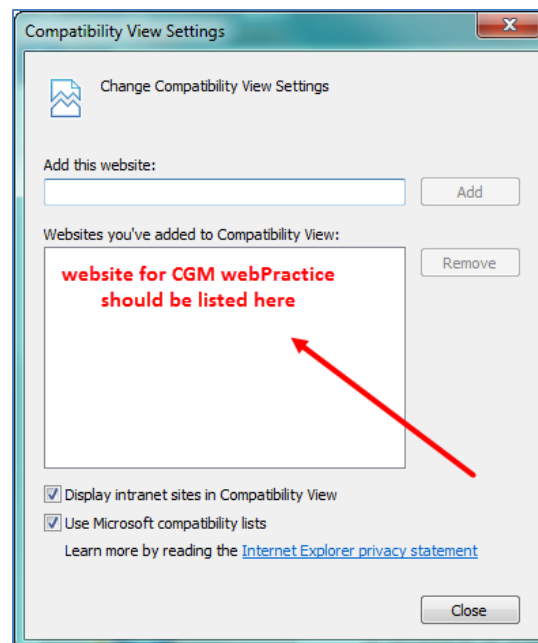 Compatibility View Settings
Change Compatibility View Settings
Add this website:
Add
Websites you've added to Compatibility View:
website for CGM webPractice
should be listed here
Remove
Display intranet sites in Compatibility View
Use Microsoft compatibility lists
Learn more by reading the Internet Explorer privacy statement
Close